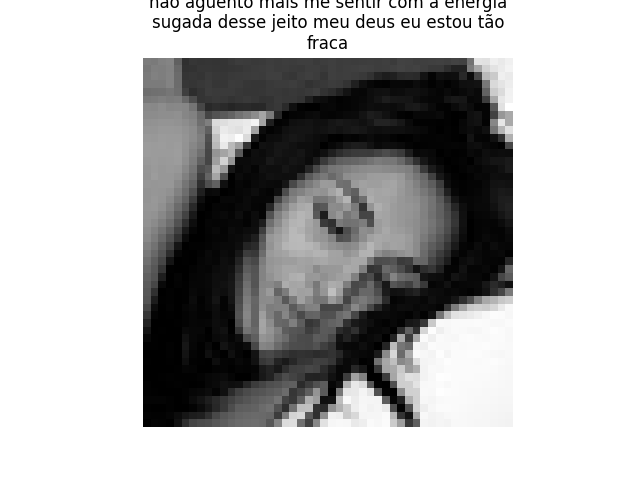 não aguento mais me sentir com a energia
sugada desse jeito meu deus eu estou tão
fraca